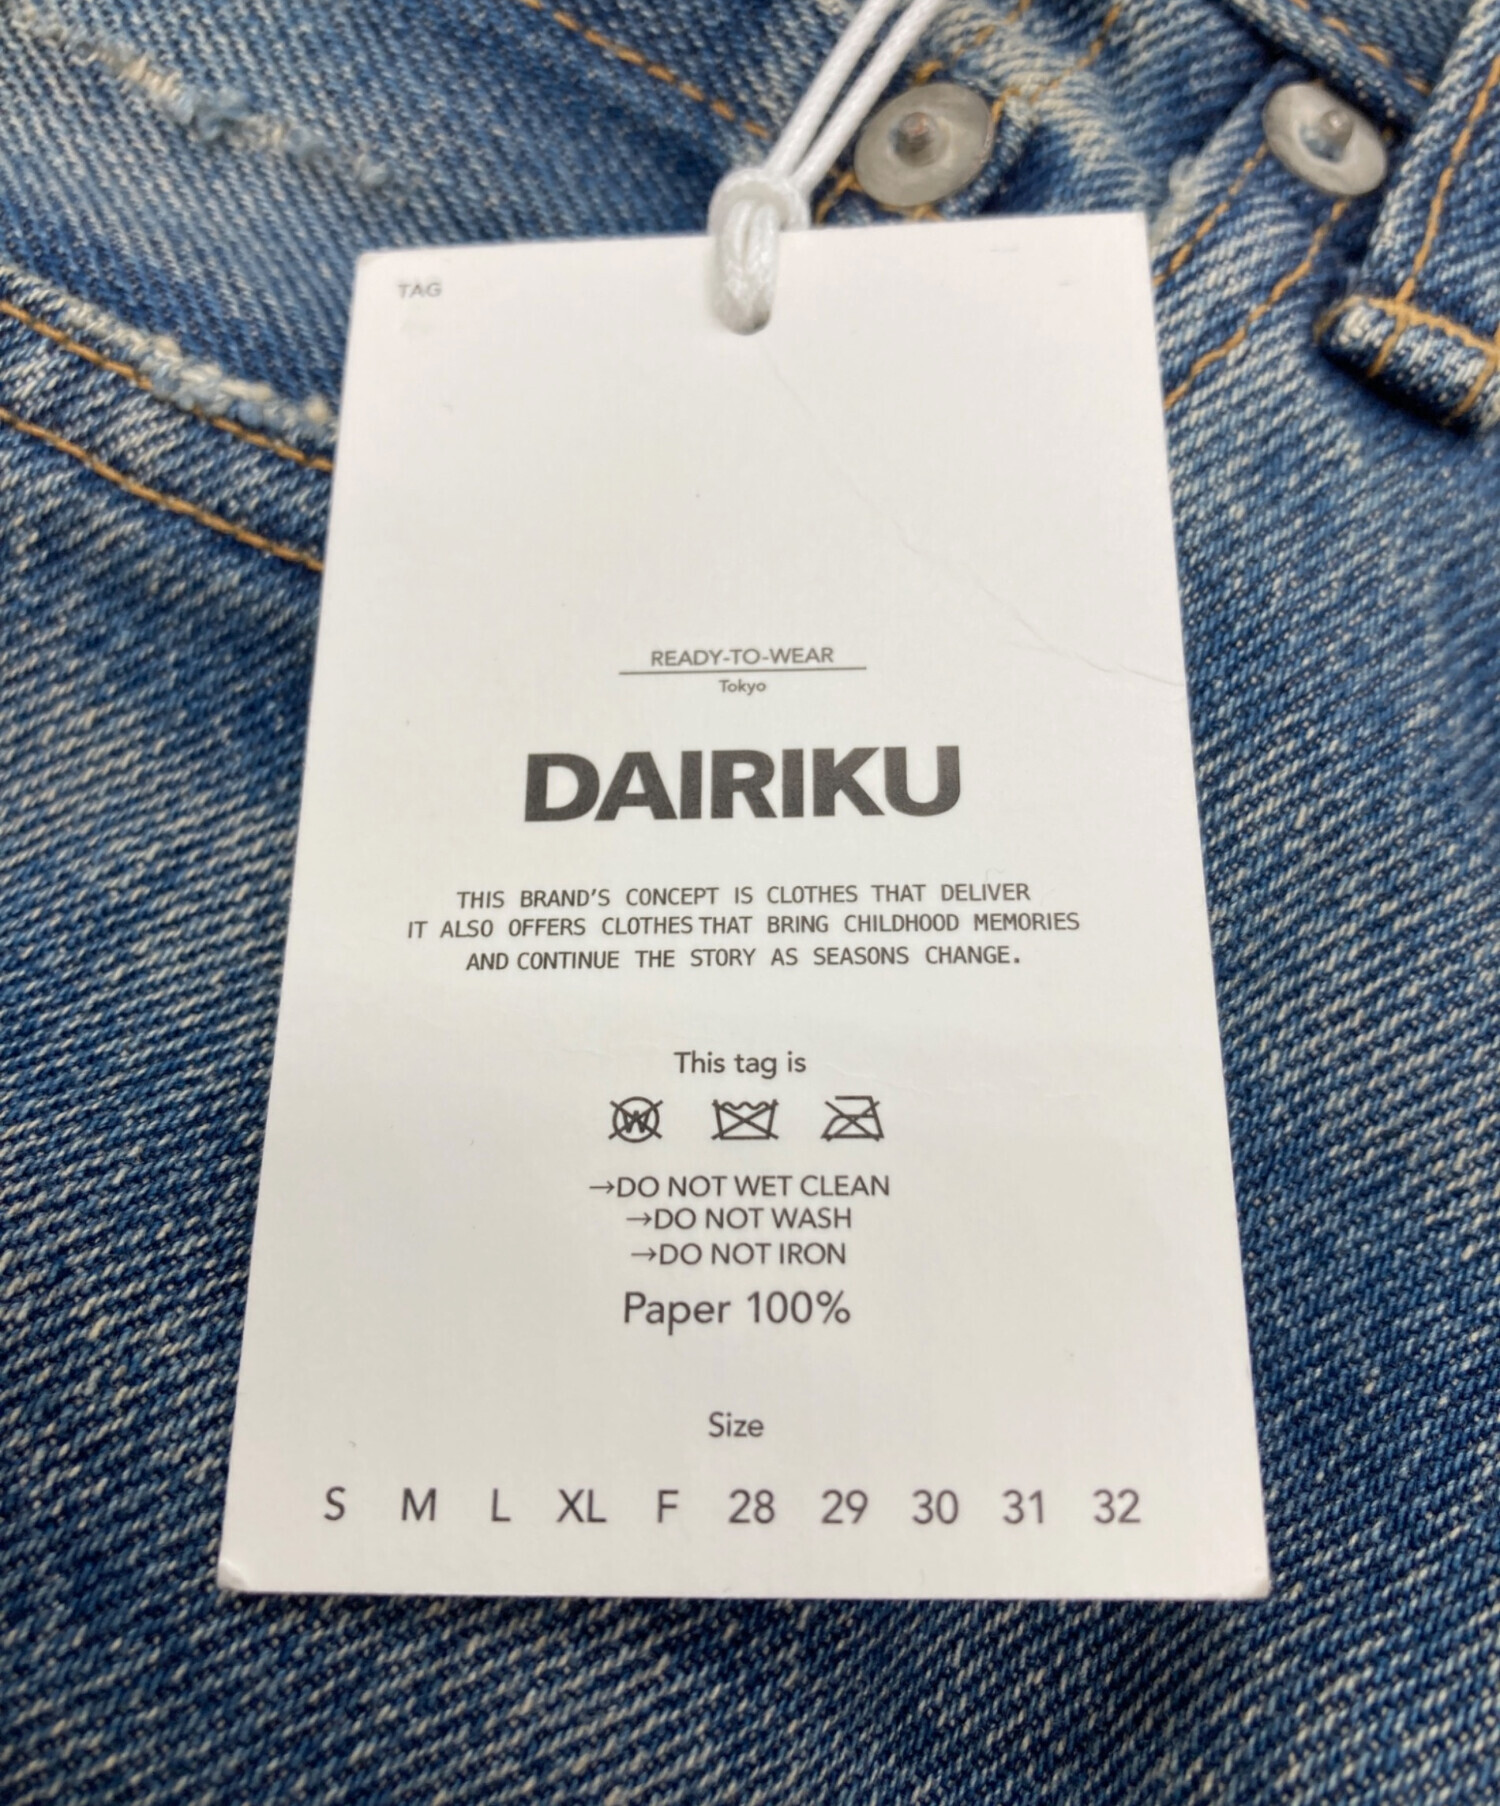 TAG
READY-TO-WEAR
Tokyo
DAIRIKU
THIS BRAND'S CONCEPT IS CLOTHES THAT DELIVER
IT ALSO OFFERS CLOTHES THAT BRING CHILDHOOD MEMORIES
AND CONTINUE THE STORY AS SEASONS CHANGE.
This tag is
W
→DO NOT WET CLEAN
→DO NOT WASH
→DO NOT IRON
Paper 100%
Size
S M L XL F 28 29 30 31 32